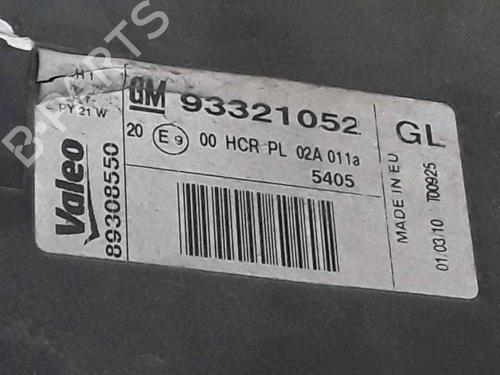 H1
PY 21 W
GM 93321052
GL
20 E9 00 HCR PL 02A 011a
5405
Valeo
89308550
MADE IN EU
01.03.10 T00925
B-PARTS